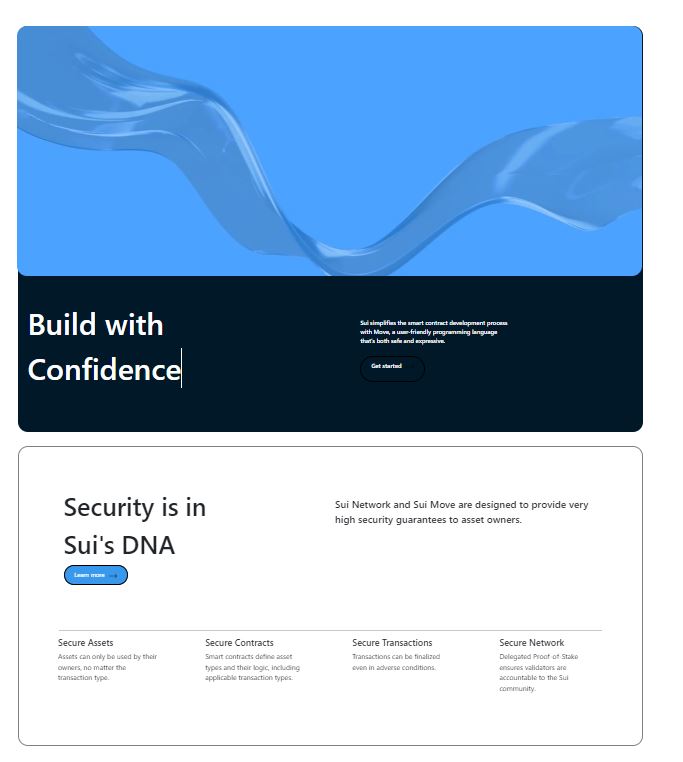 Build with
Confidence
Sui simplifies the smart contract development process
with Move, a user-friendly programming language
that's both safe and expressive.
Get started
Security is in
Sui's DNA
Learn more →
Sui Network and Sui Move are designed to provide very
high security guarantees to asset owners.
Secure Assets
Assets can only be used by their
owners, no matter the
transaction type.
Secure Contracts
Smart contracts define asset
types and their logic, including
applicable transaction types.
Secure Transactions
Transactions can be finalized
even in adverse conditions.
Secure Network
Delegated Proof-of-Stake
ensures validators are
accountable to the Sui
community.